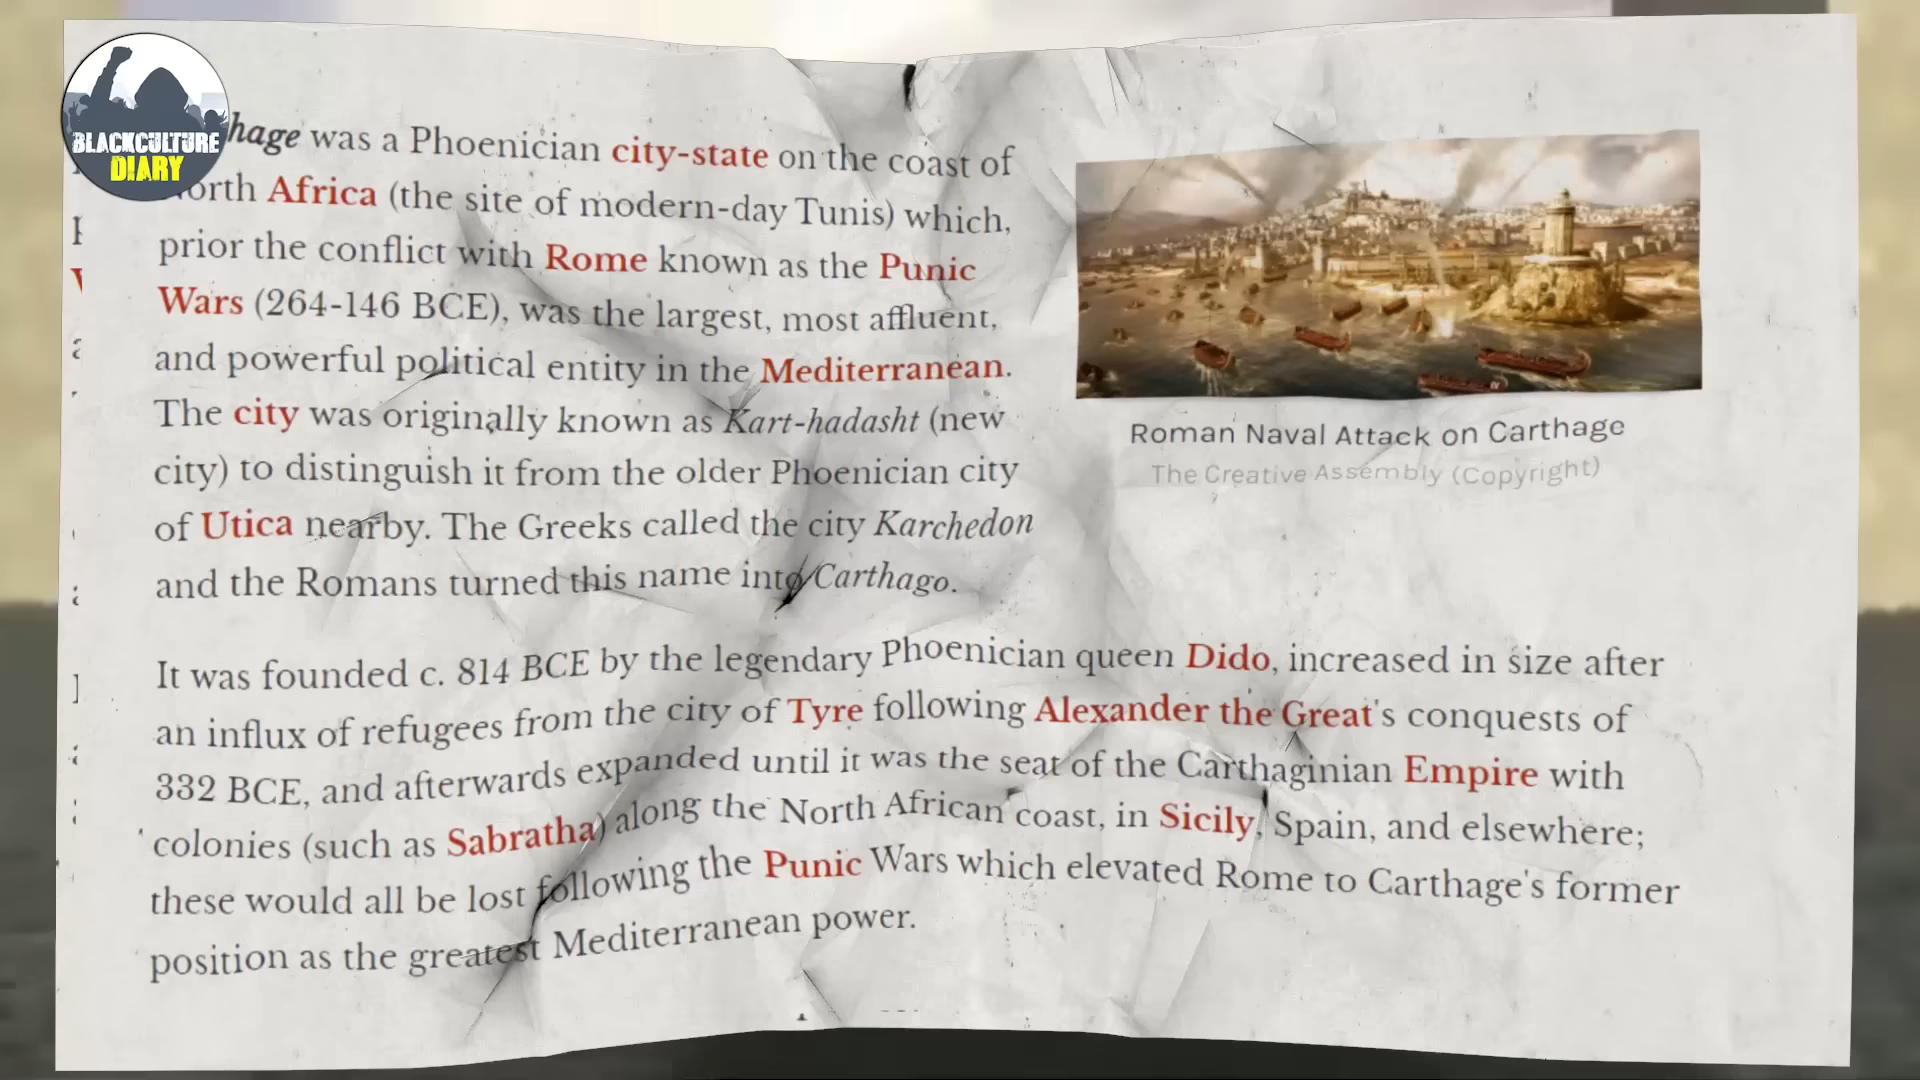 BLACKCULTURE
DIARY
hage was a Phoenician city-state on the coast of
orth Africa (the site of modern-day Tunis) which,
prior the conflict with Rome known as the Punic
Wars (264-146 BCE), was the largest, most affluent,
and powerful political entity in the Mediterranean.
The city was originally known as Kart-hadasht (new
city) to distinguish it from the older Phoenician city
of Utica nearby. The Greeks called the city Karchedon
and the Romans turned this name into Carthago.
Roman Naval Attack on Carthage
The Creative Assembly (Copyright)
It was founded c. 814 BCE by the legendary Phoenician queen Dido, increased in size after
an influx of refugees from the city of Tyre following Alexander the Great's conquests of
332 BCE, and afterwards expanded until it was the seat of the Carthaginian Empire with
colonies (such as Sabratha) along the North African coast, in Sicily, Spain, and elsewhere;
these would all be lost following the Punic Wars which elevated Rome to Carthage's former
position as the greatest Mediterranean power.